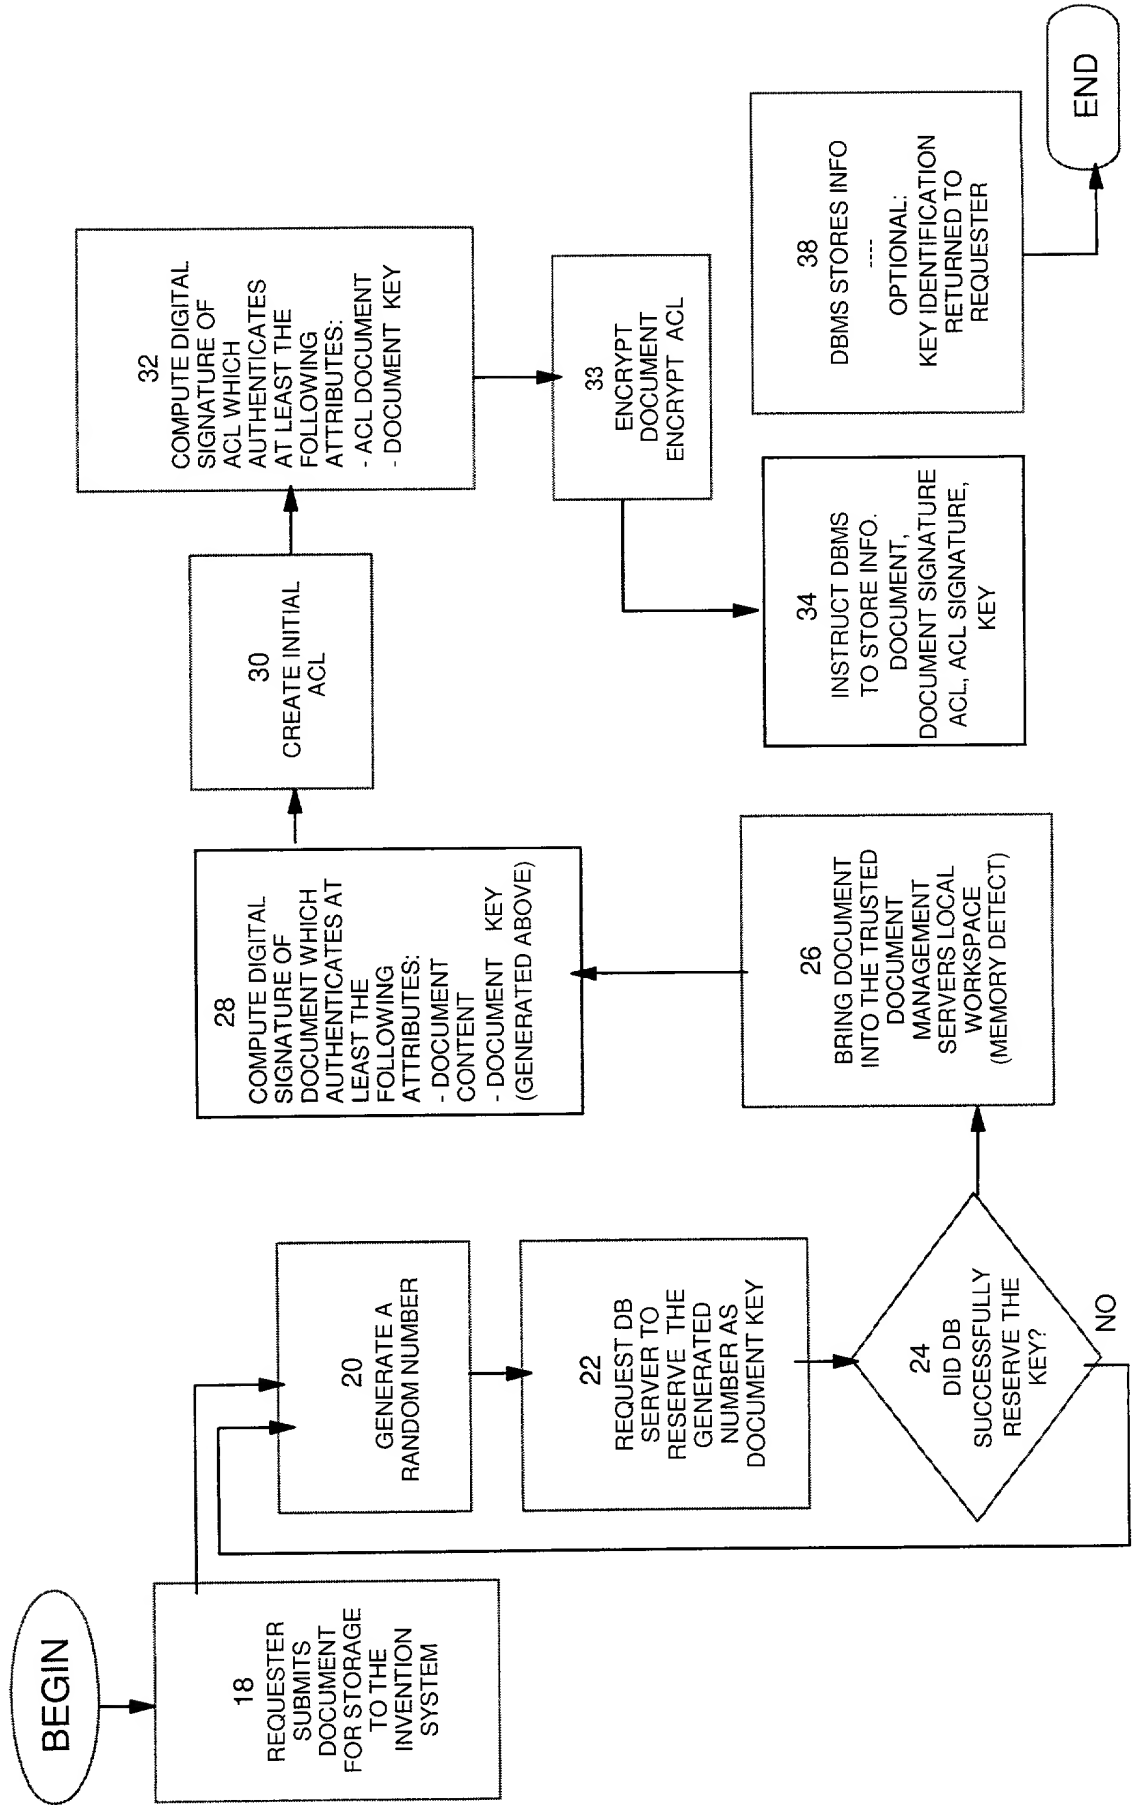 BEGIN
18
REQUESTER
SUBMITS
DOCUMENT
FOR STORAGE
TO THE
INVENTION
SYSTEM
20
GENERATE A
RANDOM NUMBER
22
REQUEST DB
SERVER TO
RESERVE THE
GENERATED
NUMBER AS
DOCUMENT KEY
24
DID DB
SUCCESSFULLY
RESERVE THE
KEY?
NO
26
BRING DOCUMENT
INTO THE TRUSTED
DOCUMENT
MANAGEMENT
SERVERS LOCAL
WORKSPACE
(MEMORY DETECT)
28
COMPUTE DIGITAL
SIGNATURE OF
DOCUMENT WHICH
AUTHENTICATES AT
LEAST THE
FOLLOWING
ATTRIBUTES:
- DOCUMENT
CONTENT
- DOCUMENT KEY
(GENERATED ABOVE)
30
CREATE INITIAL
ACL
32
COMPUTE DIGITAL
SIGNATURE OF
ACL WHICH
AUTHENTICATES
AT LEAST THE
FOLLOWING
ATTRIBUTES:
- ACL DOCUMENT
- DOCUMENT KEY
33
ENCRYPT
DOCUMENT
ENCRYPT ACL
34
INSTRUCT DBMS
TO STORE INFO.
DOCUMENT,
DOCUMENT SIGNATURE
ACL, ACL SIGNATURE,
KEY
38
DBMS STORES INFO
----
OPTIONAL:
KEY IDENTIFICATION
RETURNED TO
REQUESTER
END